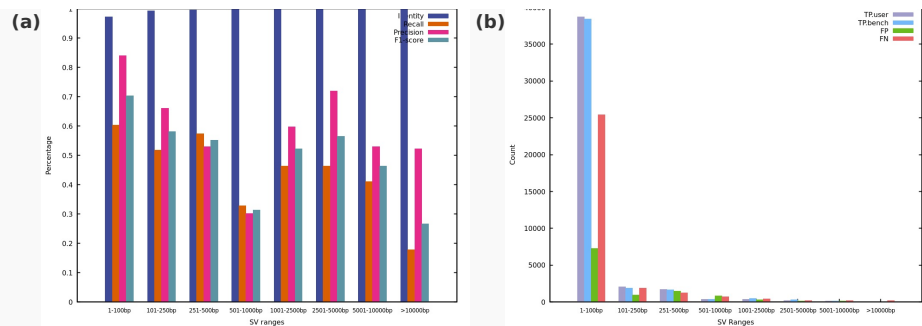 (a)
Identity
Recall
Precision
F1-score
1
0.9
0.8
0.7
0.6
0.5
0.4
0.3
0.2
0.1
0
Percentage
1-100bp 101-250bp 251-500bp 501-1000bp 1001-2500bp 2501-5000bp 5001-10000bp >10000bp
SV ranges
(b)
TP.user
TP.bench
FP
FN
40000
35000
30000
25000
20000
15000
10000
5000
0
Count
1-100bp 101-250bp 251-500bp 501-1000bp 1001-2500bp 2501-5000bp 5001-10000bp >10000bp
SV Ranges